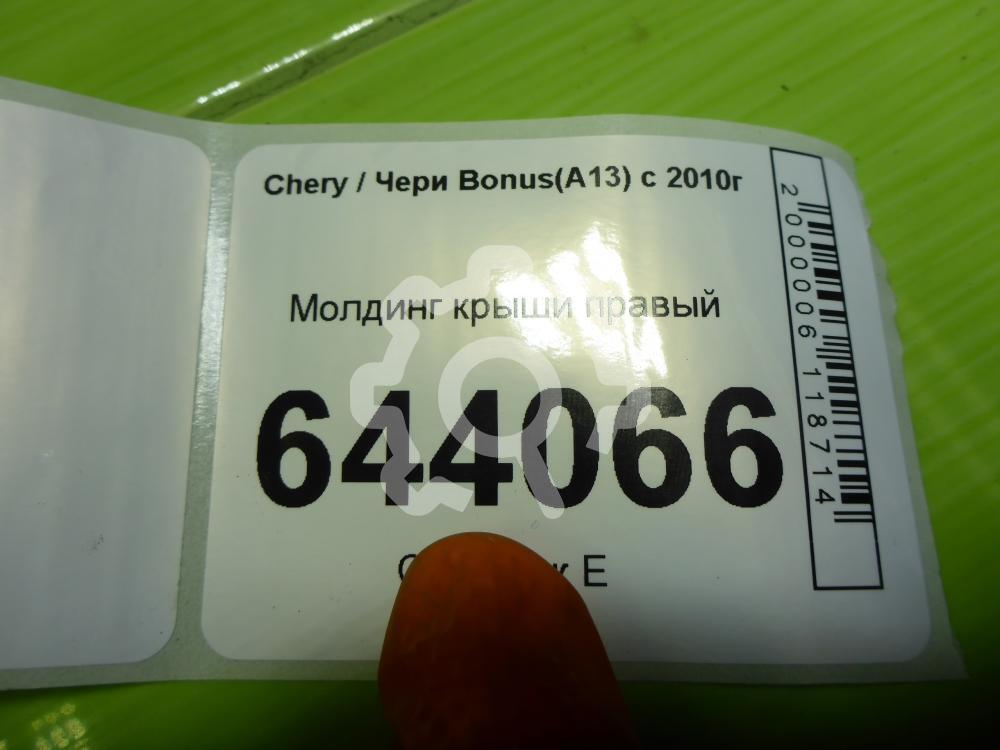 Chery / Чери Bonus(A13) с 2010г
Молдинг крыши правый
644066
Е
2000006118714